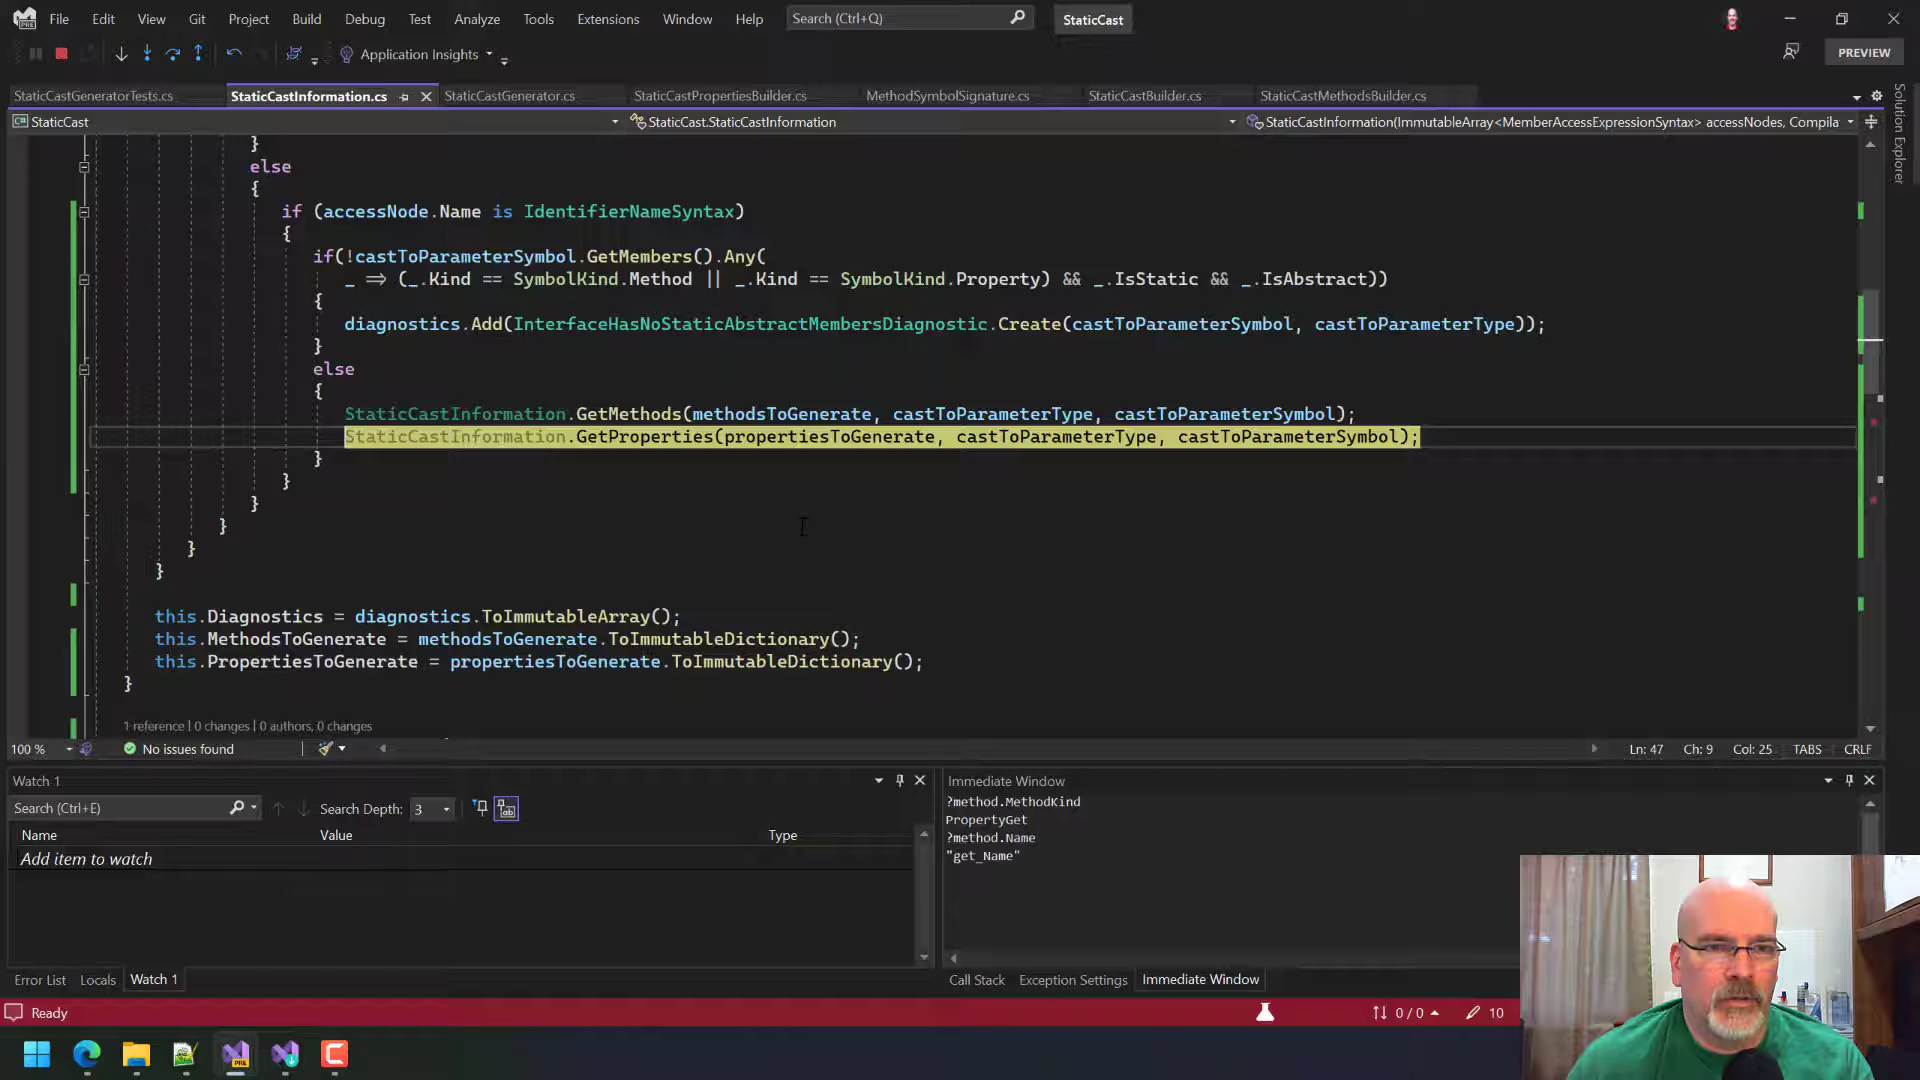 File Edit View Git Project Build Debug Test Analyze Tools Extensions Window Help Search (Ctrl+Q) StaticCast
Application Insights PREVIEW
StaticCastGeneratorTests.cs StaticCastInformation.cs StaticCastGenerator.cs StaticCastPropertiesBuilder.cs MethodSymbolSignature.cs StaticCastBuilder.cs StaticCastMethodsBuilder.cs
StaticCast StaticCast.StaticCastInformation StaticCastInformation(ImmutableArray<MemberAccessExpressionSyntax> accessNodes, Compila
Solution Explorer
}
else
{
if (accessNode.Name is IdentifierNameSyntax)
{
if(!castToParameterSymbol.GetMembers().Any(
_ => (_.Kind == SymbolKind.Method || _.Kind == SymbolKind.Property) && _.IsStatic && _.IsAbstract))
{
diagnostics.Add(InterfaceHasNoStaticAbstractMembersDiagnostic.Create(castToParameterSymbol, castToParameterType));
}
else
{
StaticCastInformation.GetMethods(methodsToGenerate, castToParameterType, castToParameterSymbol);
StaticCastInformation.GetProperties(propertiesToGenerate, castToParameterType, castToParameterSymbol);
}
}
}
}
}
}
this.Diagnostics = diagnostics.ToImmutableArray();
this.MethodsToGenerate = methodsToGenerate.ToImmutableDictionary();
this.PropertiesToGenerate = propertiesToGenerate.ToImmutableDictionary();
}
1 reference | 0 changes | 0 authors, 0 changes
100 % No issues found Ln: 47 Ch: 9 Col: 25 TABS CRLF
Watch 1
Search (Ctrl+E) Search Depth: 3
Name Value Type
Add item to watch
Error List Locals Watch 1
Immediate Window
?method.MethodKind
PropertyGet
?method.Name
"get_Name"
Call Stack Exception Settings Immediate Window
Ready 0 / 0 10